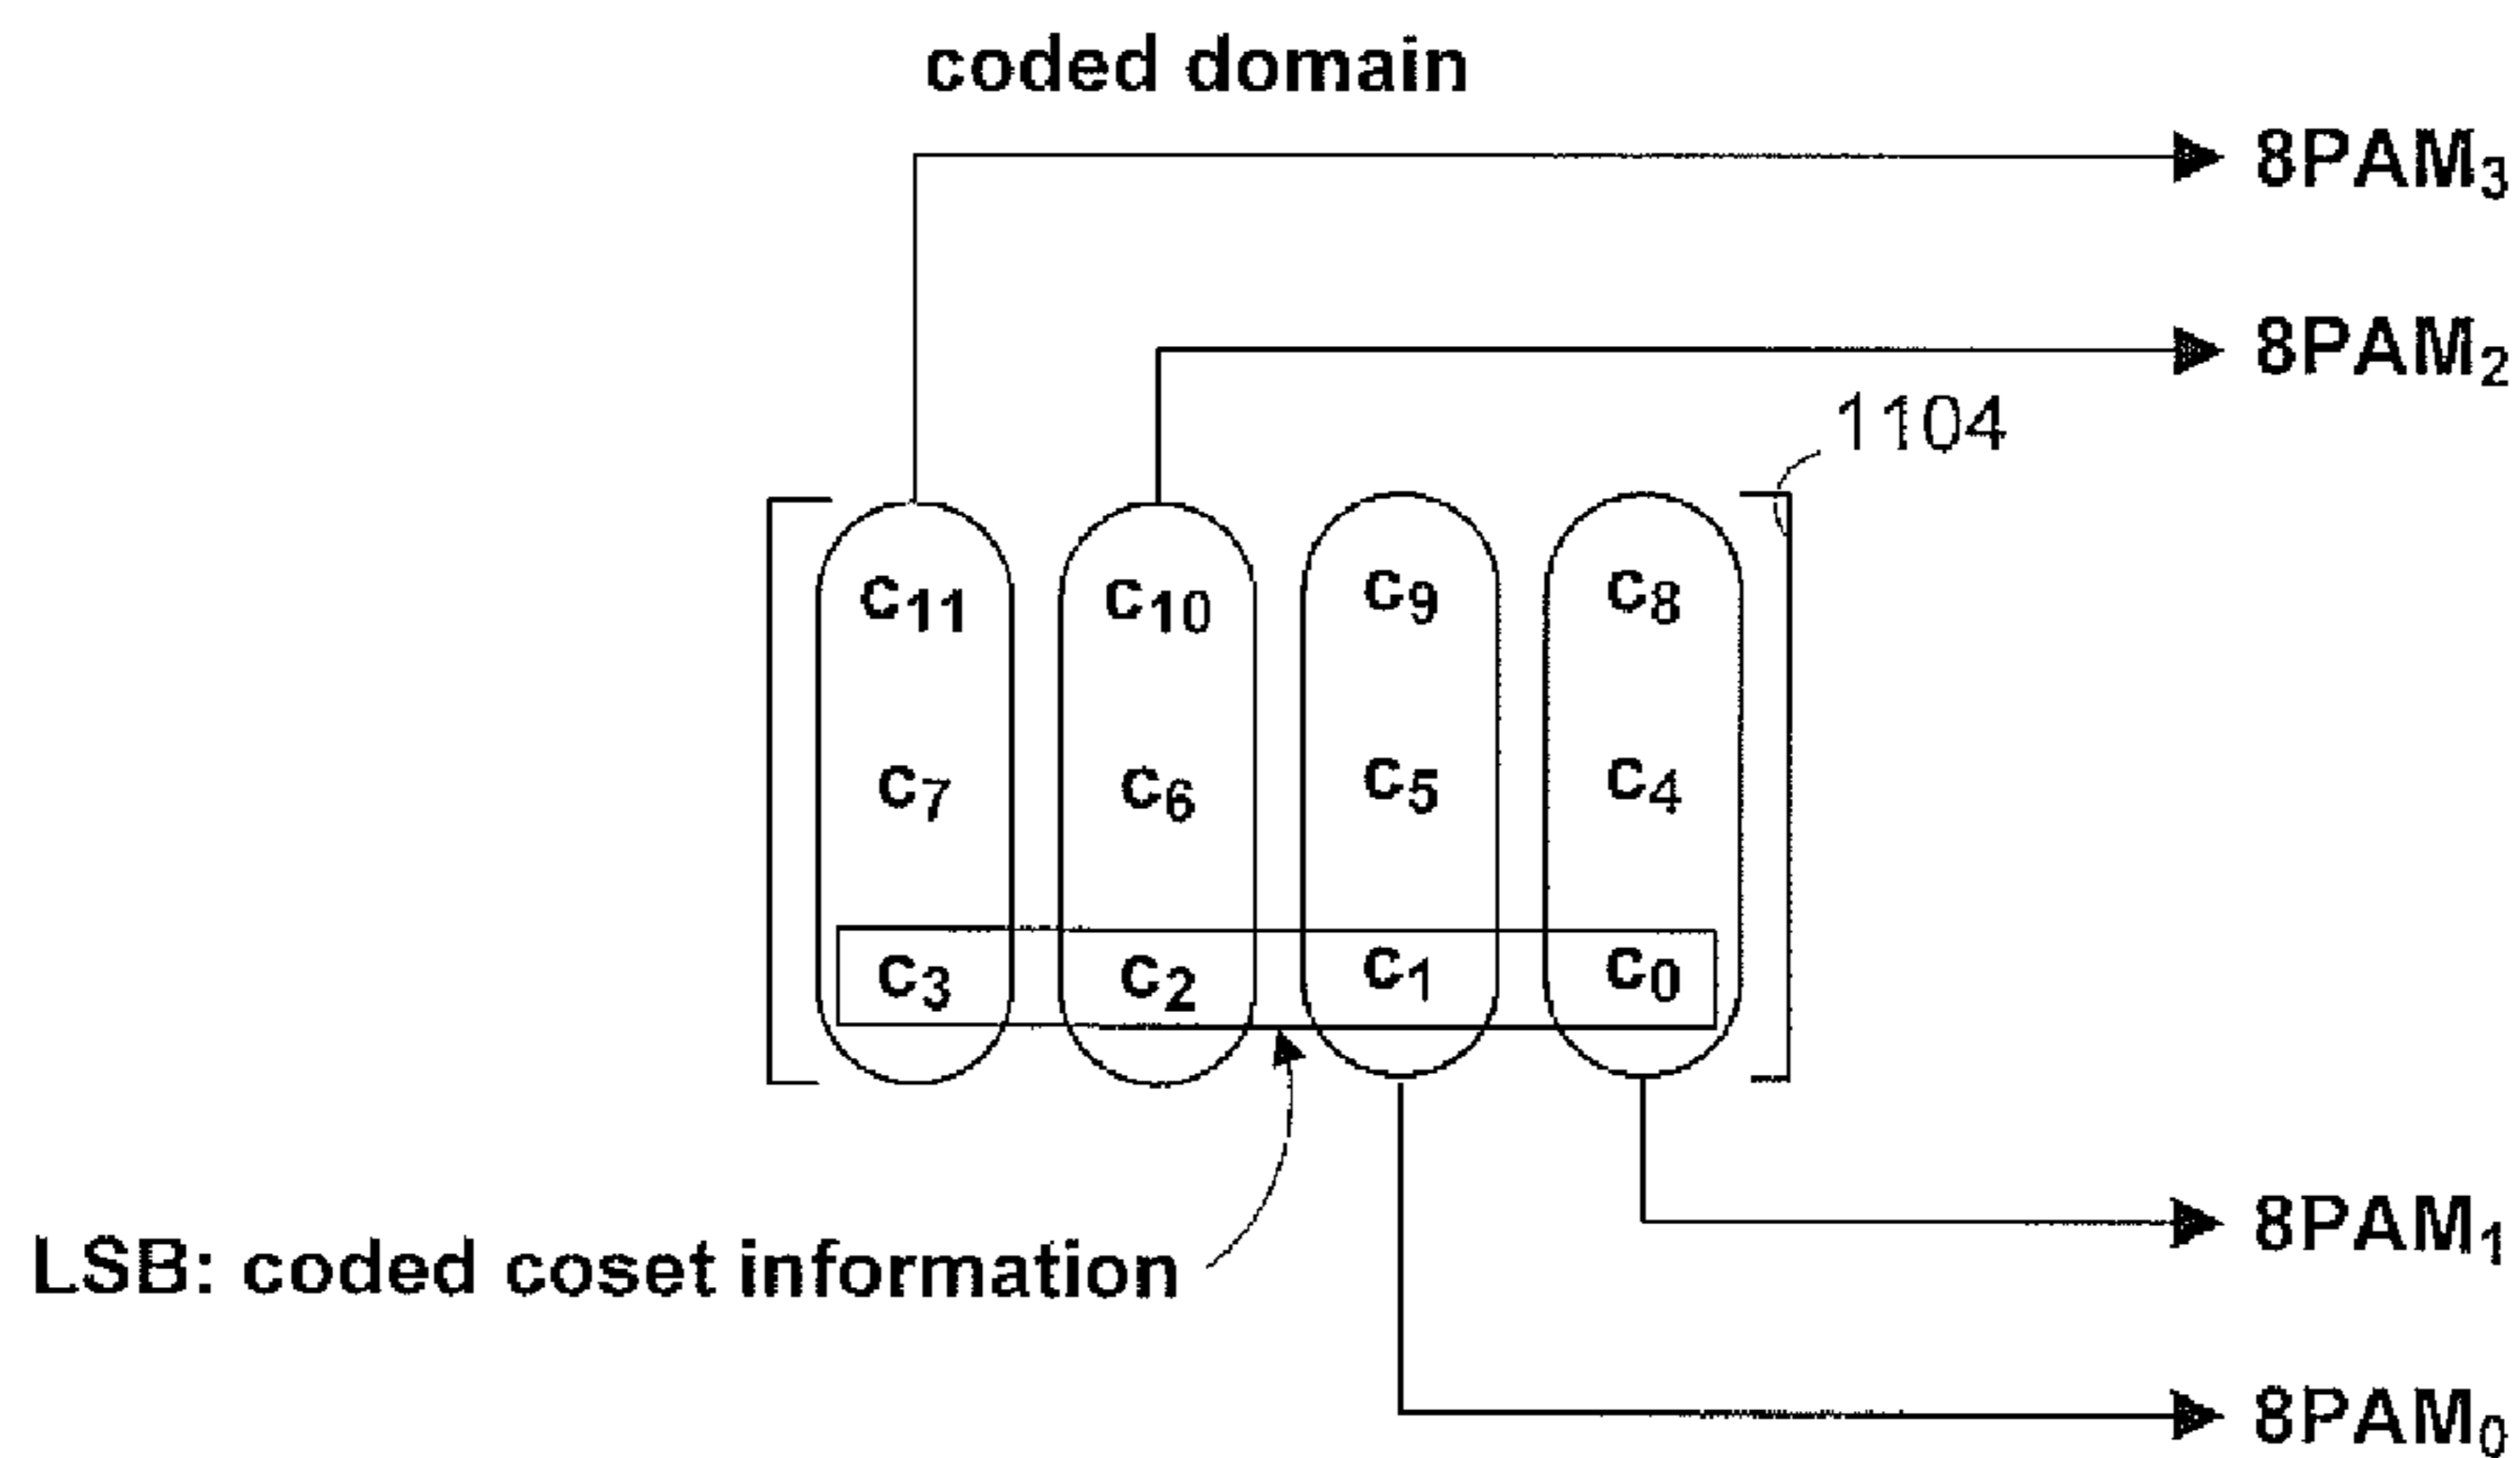 coded domain
8PAM₃
8PAM₂
1104
c₁₁ c₁₀ c₉ c₈
c₇ c₆ c₅ c₄
c₃ c₂ c₁ c₀
8PAM₁
LSB: coded coset information
8PAM₀